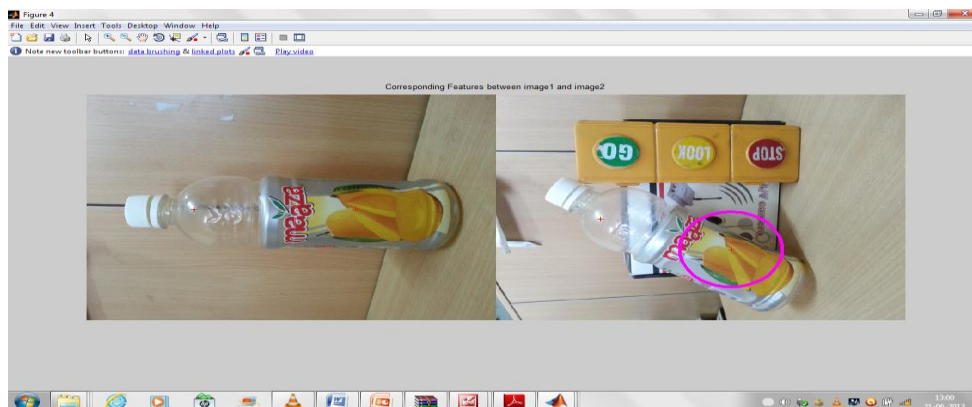 Figure 4
File Edit View Insert Tools Desktop Window Help
Note new toolbar buttons: data brushing & linked plots Play video
Corresponding Features between image1 and image2
maaza
GO LOOK STOP
maaza
13:00